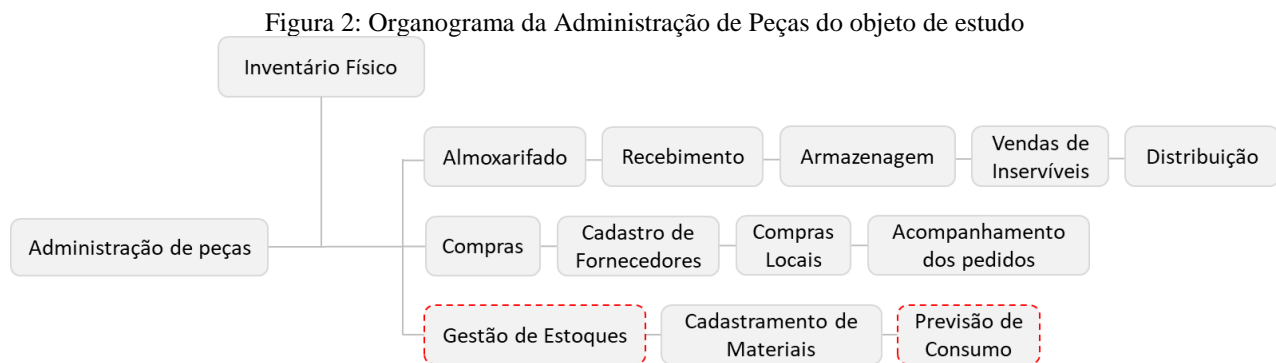 Figura 2: Organograma da Administração de Peças do objeto de estudo
Inventário Físico
Almoxarifado
Recebimento
Armazenagem
Vendas de
Inservíveis
Distribuição
Administração de peças
Compras
Cadastro de
Fornecedores
Compras
Locais
Acompanhamento
dos pedidos
Gestão de Estoques
Cadastramento de
Materiais
Previsão de
Consumo